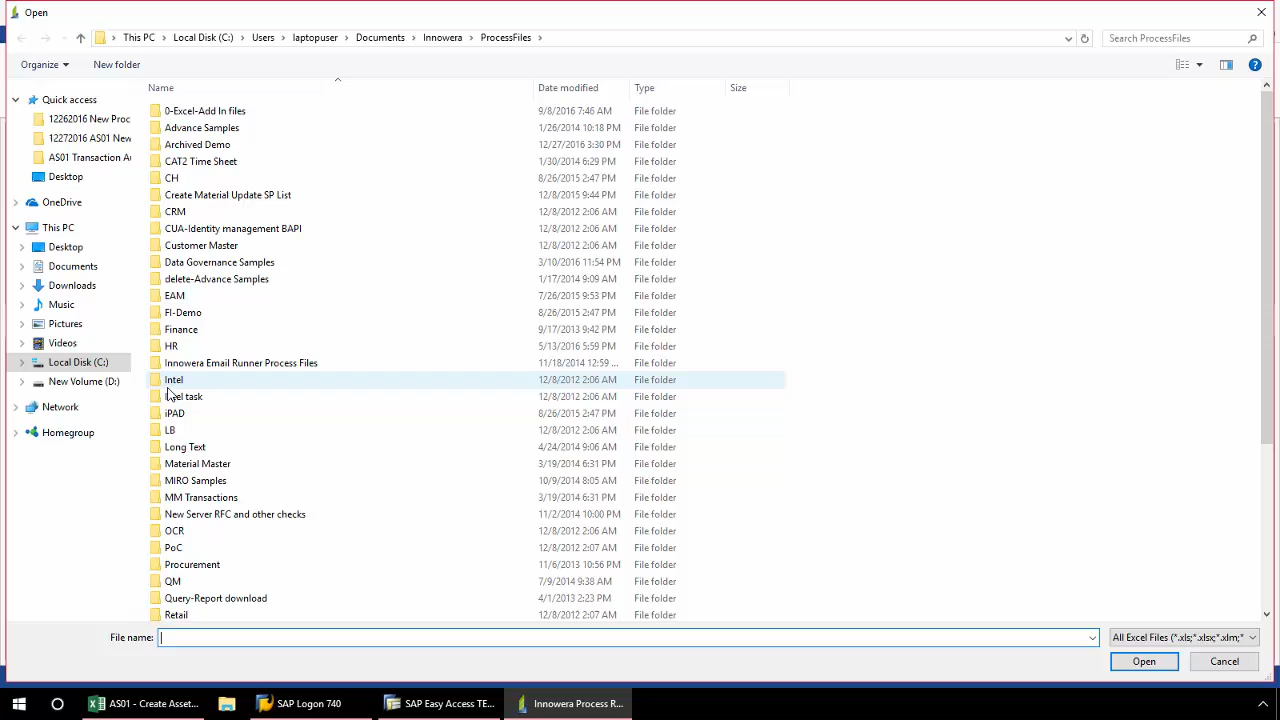 Open
This PC > Local Disk (C:) > Users > laptopuser > Documents > Innowera > ProcessFiles >
Search ProcessFiles
Organize New folder
Name Date modified Type Size
Quick access
12262016 New Proc
12272016 AS01 New
AS01 Transaction Au
Desktop
OneDrive
This PC
Desktop
Documents
Downloads
Music
Pictures
Videos
Local Disk (C:)
New Volume (D:)
Network
Homegroup
0-Excel-Add In files 9/8/2016 7:46 AM File folder
Advance Samples 1/26/2014 10:18 PM File folder
Archived Demo 12/27/2016 3:30 PM File folder
CAT2 Time Sheet 1/30/2014 6:29 PM File folder
CH 8/26/2015 2:47 PM File folder
Create Material Update SP List 12/8/2015 9:44 PM File folder
CRM 12/8/2012 2:06 AM File folder
CUA-Identity management BAPI 12/8/2012 2:06 AM File folder
Customer Master 12/8/2012 2:06 AM File folder
Data Governance Samples 3/10/2016 11:54 PM File folder
delete-Advance Samples 1/17/2014 9:09 AM File folder
EAM 7/26/2015 9:53 PM File folder
FI-Demo 8/26/2015 2:47 PM File folder
Finance 9/17/2013 9:42 PM File folder
HR 5/13/2016 5:59 PM File folder
Innowera Email Runner Process Files 11/18/2014 12:59 ... File folder
Intel 12/8/2012 2:06 AM File folder
task 12/8/2012 2:06 AM File folder
iPAD 8/26/2015 2:47 PM File folder
LB 12/8/2012 2:06 AM File folder
Long Text 4/24/2014 9:06 AM File folder
Material Master 3/19/2014 6:31 PM File folder
MIRO Samples 10/9/2014 8:05 AM File folder
MM Transactions 3/19/2014 6:31 PM File folder
New Server RFC and other checks 11/2/2014 10:00 PM File folder
OCR 12/8/2012 2:06 AM File folder
PoC 12/8/2012 2:07 AM File folder
Procurement 11/6/2013 10:56 PM File folder
QM 7/9/2014 9:38 AM File folder
Query-Report download 4/1/2013 2:23 PM File folder
Retail 12/8/2012 2:07 AM File folder
File name:
All Excel Files (*.xls;*.xlsx;*.xlm;*
Open Cancel
AS01 - Create Asset... SAP Logon 740 SAP Easy Access TE... Innowera Process R...